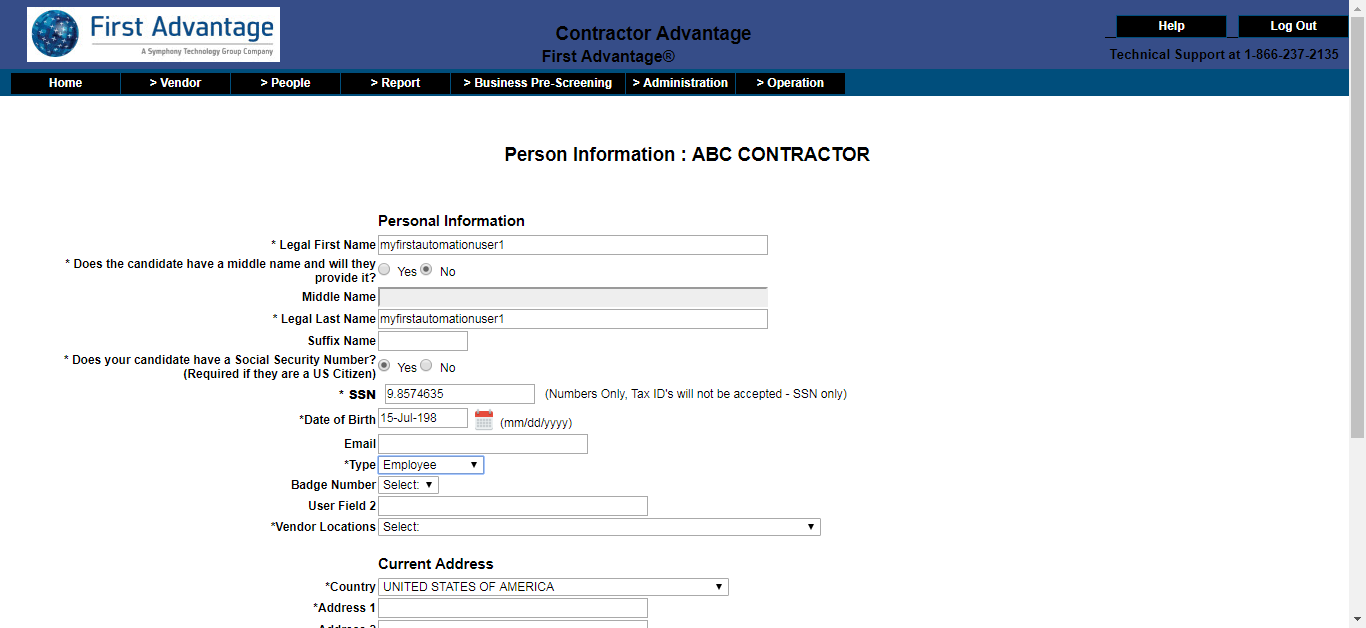 First Advantage
A Symphony Technology Group Company
Contractor Advantage
First Advantage®
Help
Log Out
Technical Support at 1-866-237-2135
Home
> Vendor
> People
> Report
> Business Pre-Screening
> Administration
> Operation
Person Information : ABC CONTRACTOR
Personal Information
* Legal First Name myfirstautomationuser1
* Does the candidate have a middle name and will they
provide it? Yes No
Middle Name
* Legal Last Name myfirstautomationuser1
Suffix Name
* Does your candidate have a Social Security Number?
(Required if they are a US Citizen) Yes No
* SSN 9.8574635 (Numbers Only, Tax ID's will not be accepted - SSN only)
*Date of Birth 15-Jul-198 (mm/dd/yyyy)
Email
*Type Employee
Badge Number Select:
User Field 2
*Vendor Locations Select:
Current Address
*Country UNITED STATES OF AMERICA
*Address 1